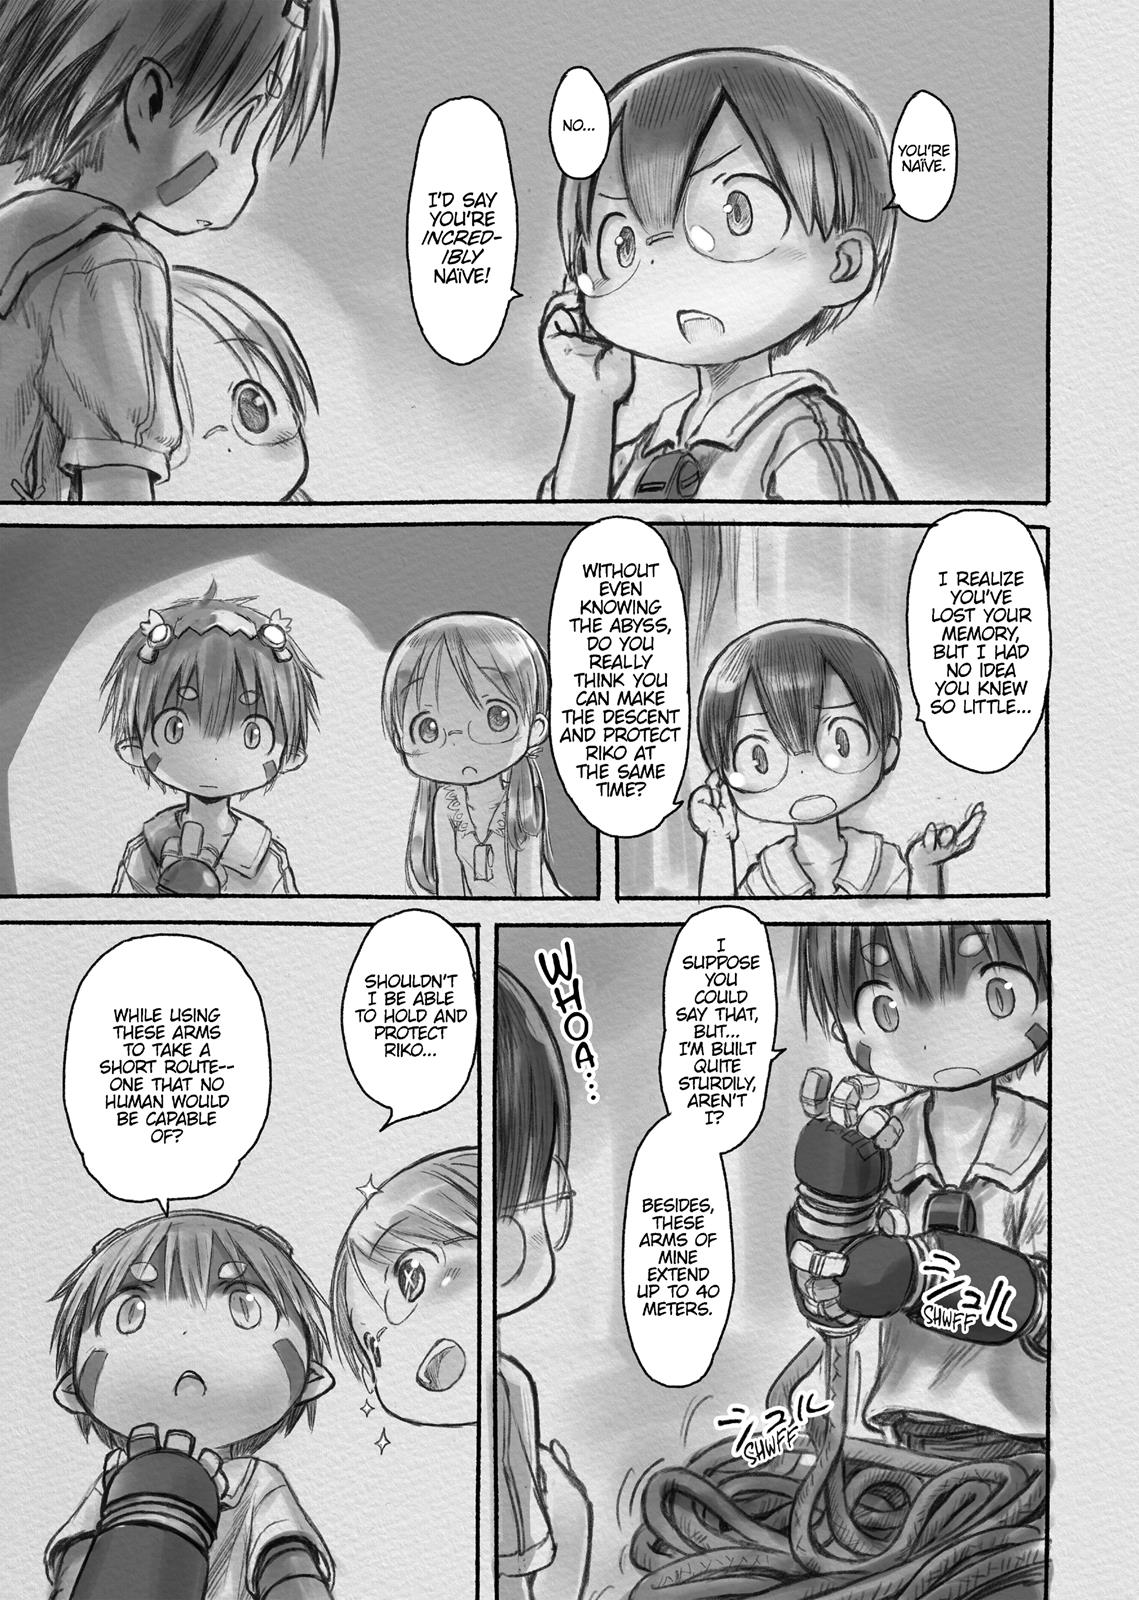 YOU'RE
NAÏVE.
NO...
I'D SAY
YOU'RE
INCRED-
IBLY
NAÏVE!
I REALIZE
YOU'VE
LOST YOUR
MEMORY,
BUT I HAD
NO IDEA
YOU KNEW
SO LITTLE...
WITHOUT
EVEN
KNOWING
THE ABYSS,
DO YOU
REALLY
THINK YOU
CAN MAKE
THE DESCENT
AND PROTECT
RIKO AT
THE SAME
TIME?
I
SUPPOSE
YOU
COULD
SAY THAT,
BUT...
I'M BUILT
QUITE
STURDILY,
AREN'T
I?
BESIDES,
THESE
ARMS OF
MINE
EXTEND
UP TO 40
METERS.
シュル
SHWFF
シュル
SHWFF
WHOA...
SHOULDN'T
I BE ABLE
TO HOLD AND
PROTECT
RIKO...
WHILE USING
THESE ARMS
TO TAKE A
SHORT ROUTE--
ONE THAT NO
HUMAN WOULD
BE CAPABLE
OF?